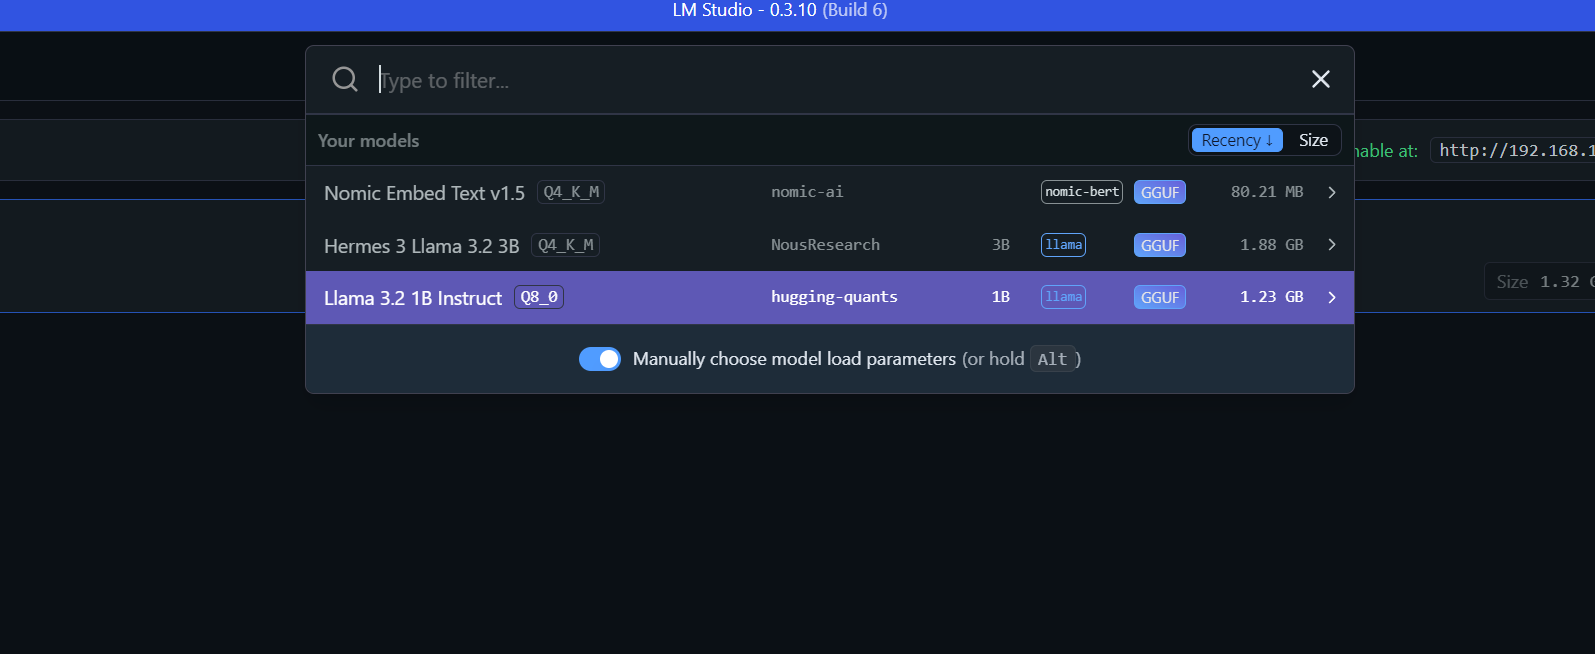 LM Studio - 0.3.10 (Build 6)
Type to filter...
Your models Recency ↓ Size
nable at: http://192.168.1
Nomic Embed Text v1.5 Q4_K_M nomic-ai nomic-bert GGUF 80.21 MB
Hermes 3 Llama 3.2 3B Q4_K_M NousResearch 3B llama GGUF 1.88 GB
Size 1.32
Llama 3.2 1B Instruct Q8_0 hugging-quants 1B llama GGUF 1.23 GB
Manually choose model load parameters (or hold Alt)